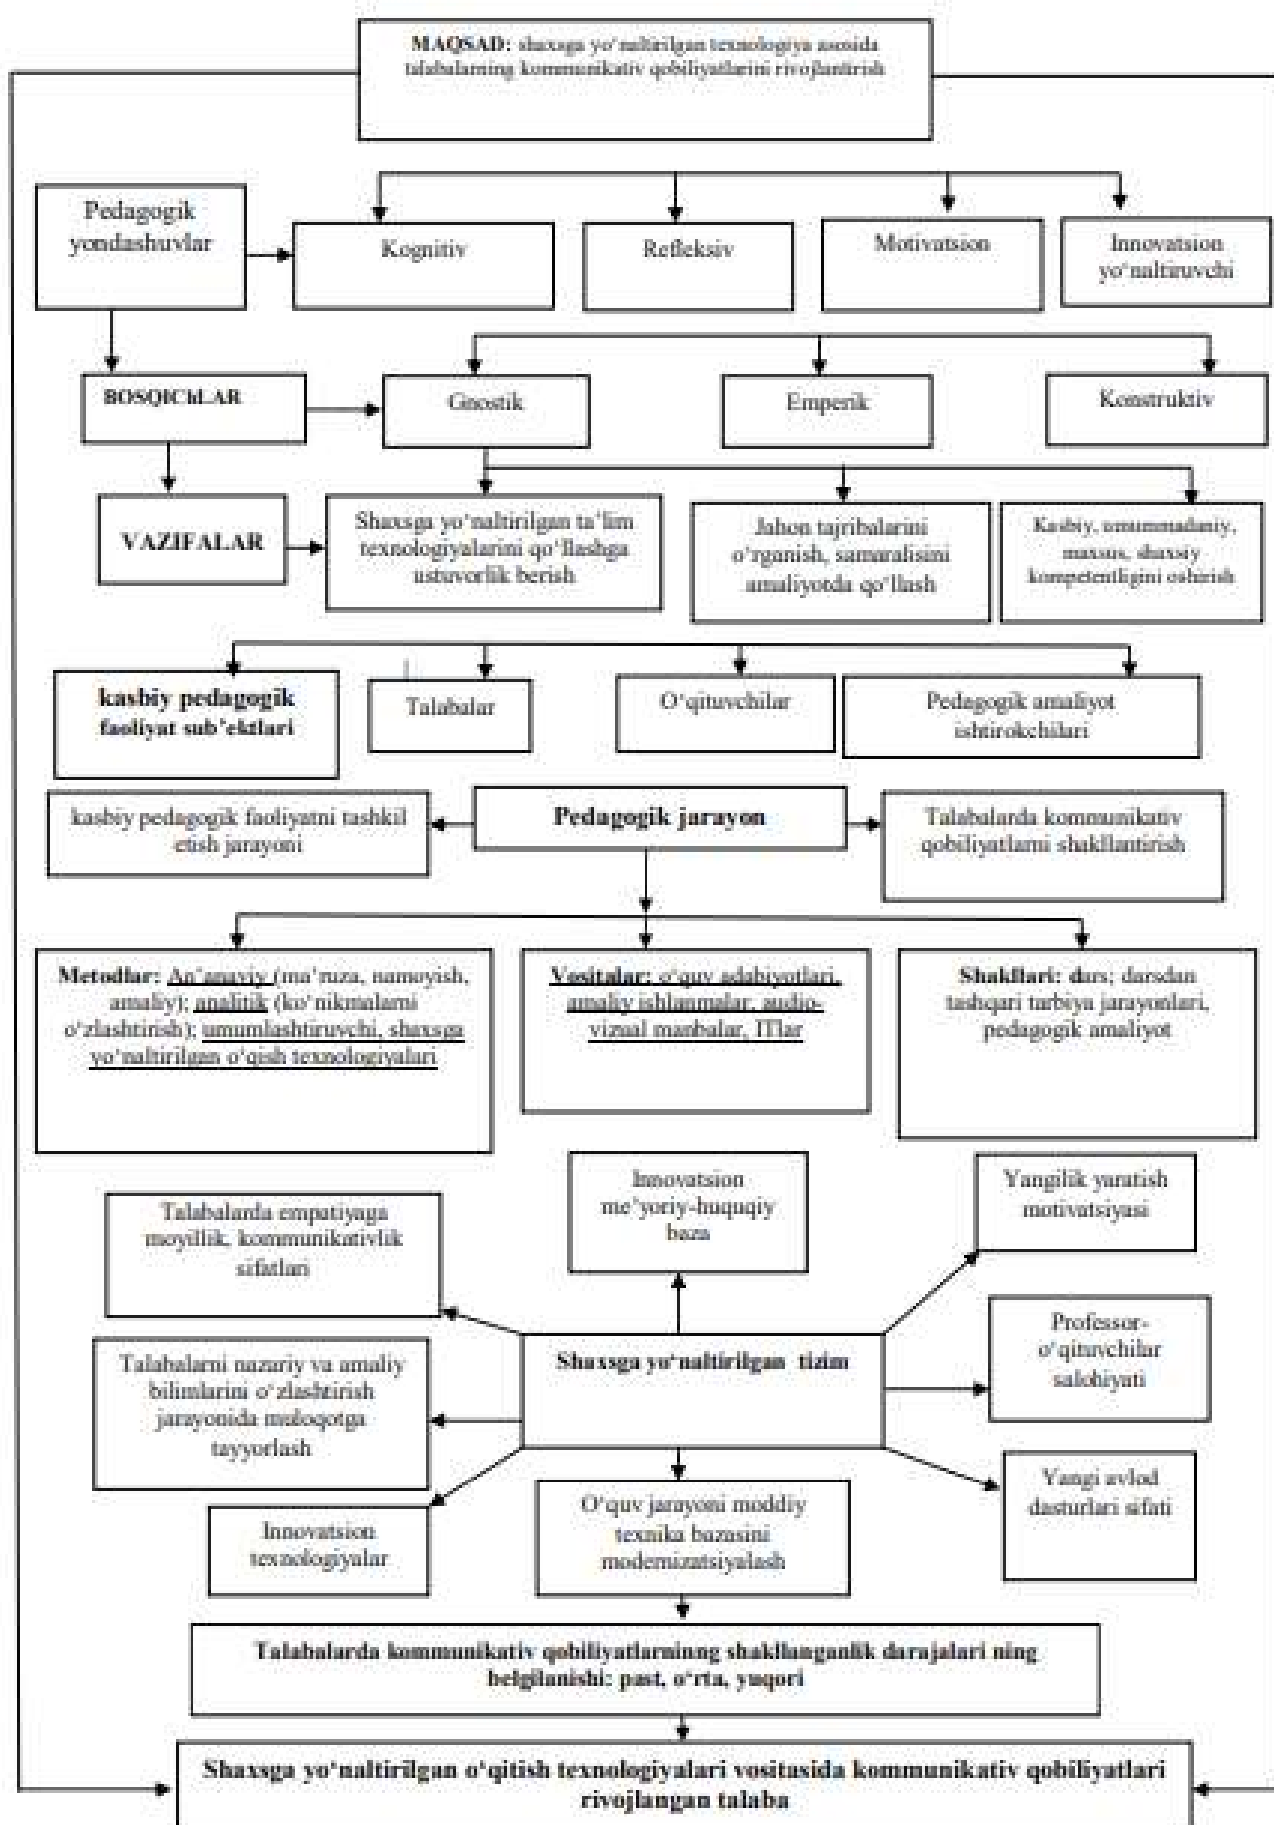 MAQSAD: shaxsga yo‘naltirilgan texnologiya asosida
talabalarning kommunikativ qobiliyatlarini rivojlantirish
Pedagogik
yondashuvlar
Kognitiv
Refleksiv
Motivatsion
Innovatsion
yo‘naltiruvchi
BOSQIChLAR
Gnostik
Emperik
Konstruktiv
VAZIFALAR
Shaxsga yo‘naltirilgan ta’lim
texnologiyalarini qo‘llashga
ustuvorlik berish
Jahon tajribalarini
o‘rganish, samaralisini
amaliyotda qo‘llash
Kasbiy, umummadaniy,
maxsus, shaxsiy
kompetentligini oshirish
kasbiy pedagogik
faoliyat sub’ektlari
Talabalar
O‘qituvchilar
Pedagogik amaliyot
ishtirokchilari
kasbiy pedagogik faoliyatni tashkil
etish jarayoni
Pedagogik jarayon
Talabalarda kommunikativ
qobiliyatlarni shakllantirish
Metodlar: An’anaviy (ma’ruza, namoyish,
amaliy); analitik (ko‘nikmalarni
o‘zlashtirish); umumlashtiruvchi, shaxsga
yo‘naltirilgan o‘qish texnologiyalari
Vositalar: o‘quv adabiyotlari,
amaliy ishlanmalar, audio-
vizual manbalar, ITlar
Shakllari: dars; darsdan
tashqari tarbiya jarayonlari,
pedagogik amaliyot
Innovatsion
me’yoriy-huquqiy
baza
Yangilik yaratish
motivatsiyasi
Talabalarda empatiyaga
moyillik, kommunikativlik
sifatlari
Shaxsga yo‘naltirilgan tizim
Professor-
o‘qituvchilar
salohiyati
Talabalarni nazariy va amaliy
bilimlarini o‘zlashtirish
jarayonida muloqotga
tayyorlash
Yangi avlod
dasturlari sifati
Innovatsion
texnologiyalar
O‘quv jarayoni moddiy
texnika bazasini
modernizatsiyalash
Talabalarda kommunikativ qobiliyatlarninng shakllanganlik darajalari ning
belgilanishi: past, o‘rta, yuqori
Shaxsga yo‘naltirilgan o‘qitish texnologiyalari vositasida kommunikativ qobiliyatlari
rivojlangan talaba